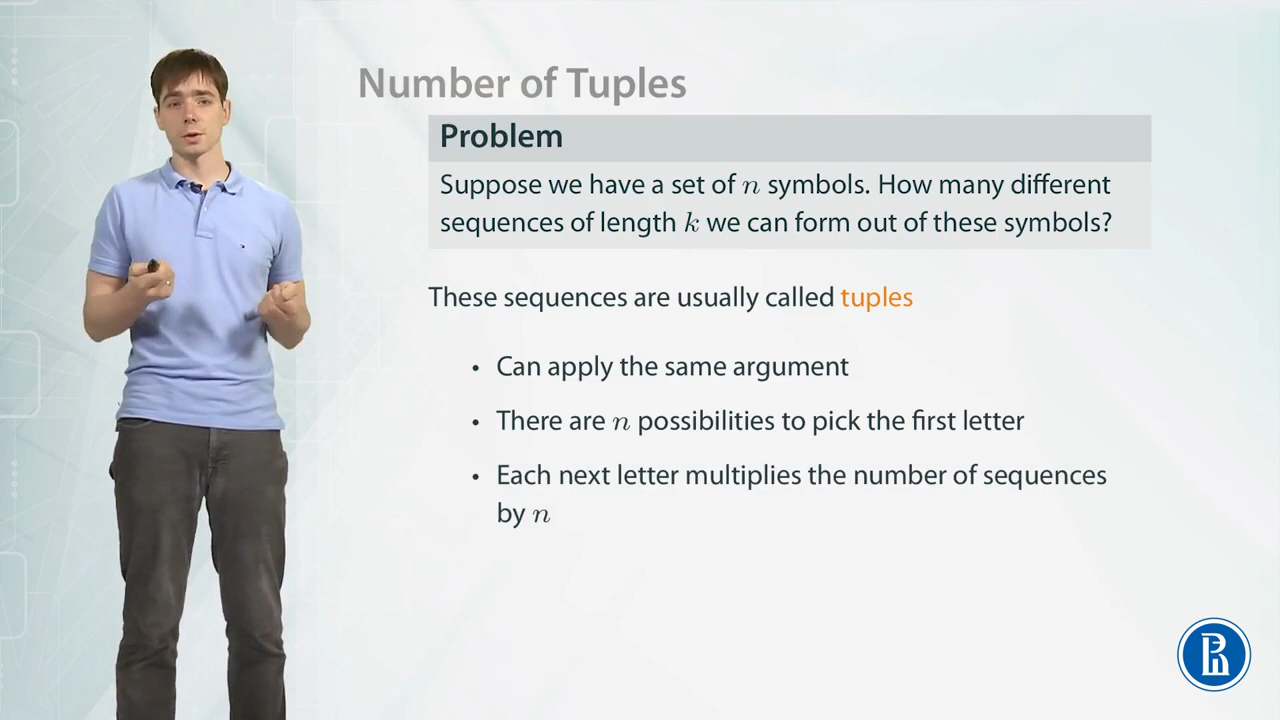 Number of Tuples
Problem
Suppose we have a set of n symbols. How many different
sequences of length k we can form out of these symbols?
These sequences are usually called tuples
• Can apply the same argument
• There are n possibilities to pick the first letter
• Each next letter multiplies the number of sequences
by n